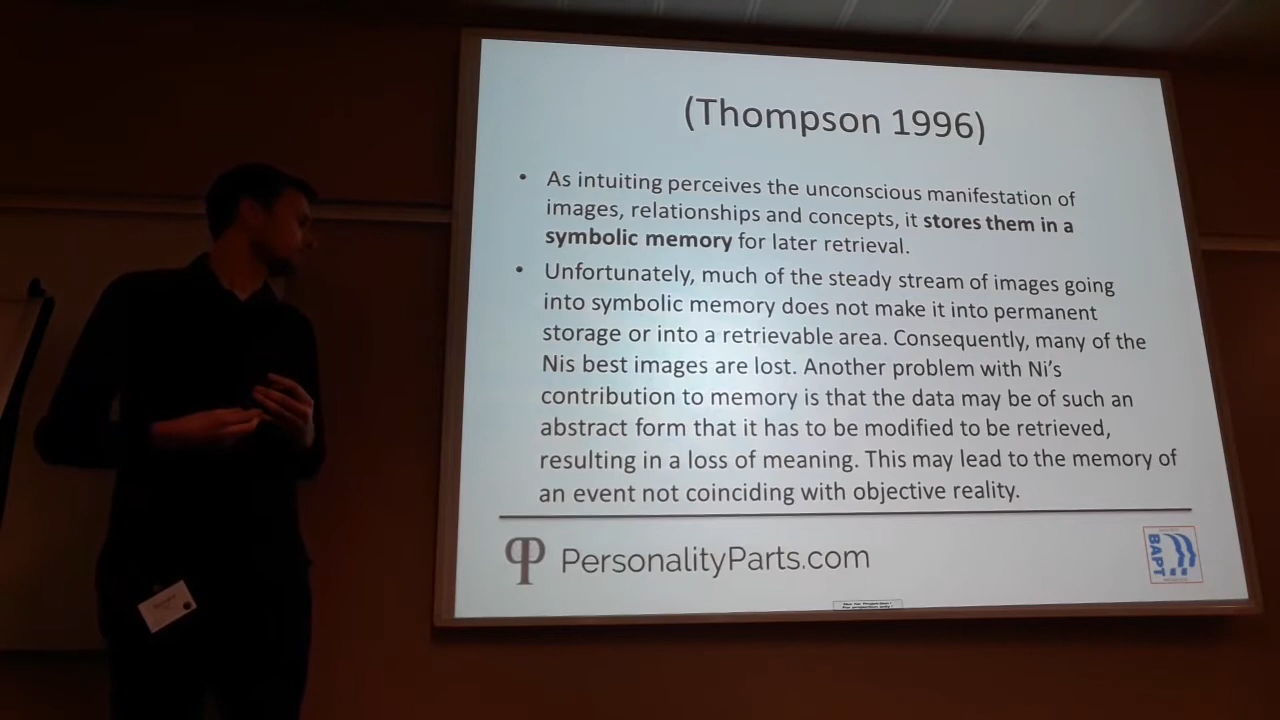 (Thompson 1996)
• As intuiting perceives the unconscious manifestation of
images, relationships and concepts, it stores them in a
symbolic memory for later retrieval.
• Unfortunately, much of the steady stream of images going
into symbolic memory does not make it into permanent
storage or into a retrievable area. Consequently, many of the
Nis best images are lost. Another problem with Ni's
contribution to memory is that the data may be of such an
abstract form that it has to be modified to be retrieved,
resulting in a loss of meaning. This may lead to the memory of
an event not coinciding with objective reality.
PersonalityParts.com
BAPT